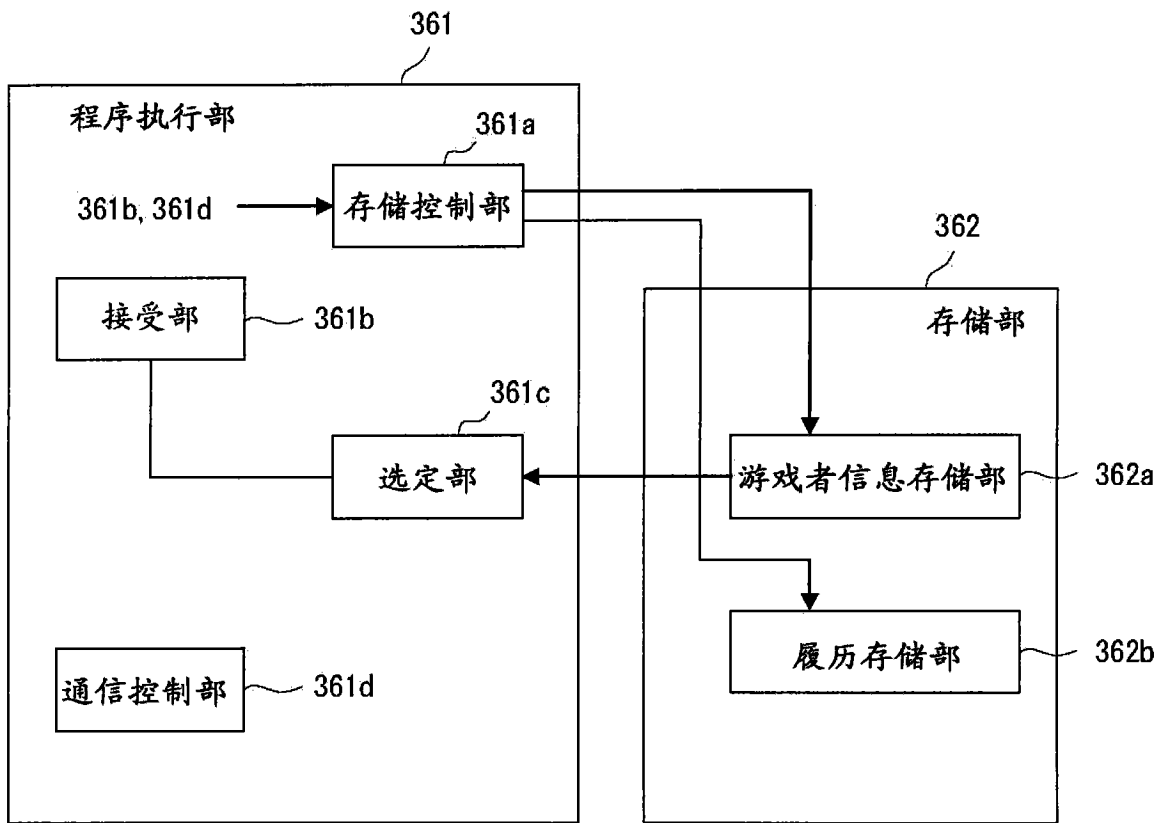 361
程序执行部
361a
361b, 361d
存储控制部
362
接受部
361b
存储部
361c
选定部
游戏者信息存储部
362a
履历存储部
362b
通信控制部
361d